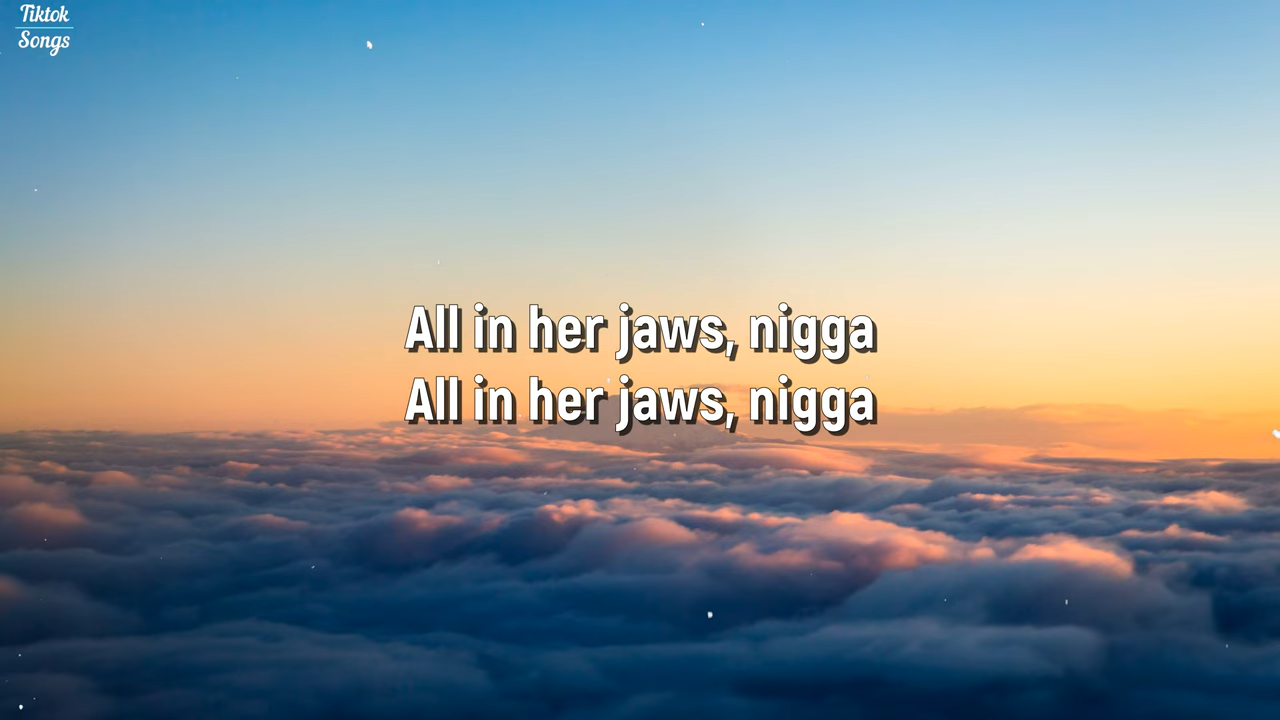 Tiktok
Songs
All in her jaws, nigga
All in her jaws, nigga